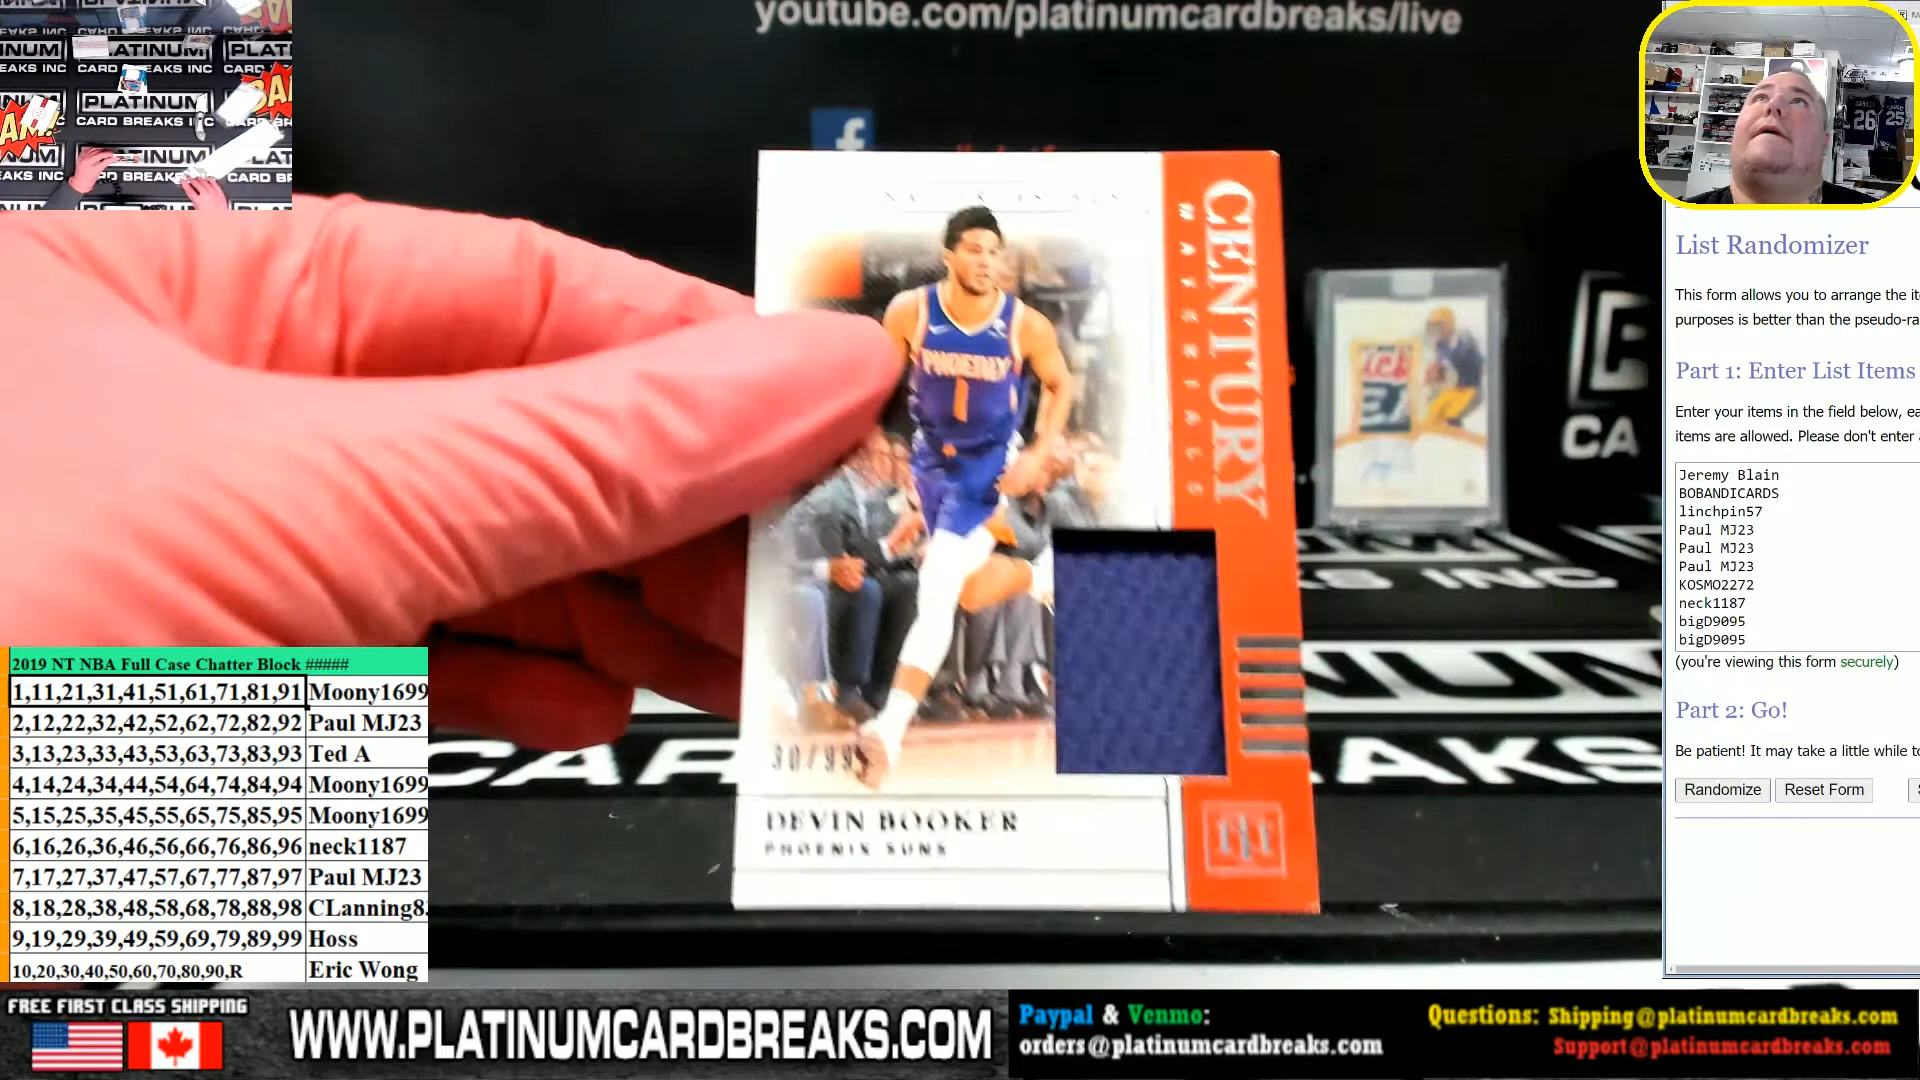 youtube.com/platinumcardbreaks/live
PLATINUM
CARD BREAKS INC
CENTURY
MATERIALS
PHOENIX
1
30/99
DEVIN BOOKER
PHOENIX SUNS
26
25
List Randomizer
This form allows you to arrange the
purposes is better than the pseudo-ra
Part 1: Enter List Items
Enter your items in the field below,
items are allowed. Please don't enter
Jeremy Blain
BOBANDICARDS
linchpin57
Paul MJ23
Paul MJ23
Paul MJ23
KOSMO2272
neck1187
bigD9095
bigD9095
(you're viewing this form securely)
Part 2: Go!
Be patient! It may take a little while to
Randomize Reset Form
2019 NT NBA Full Case Chatter Block #####
1,11,21,31,41,51,61,71,81,91 Moony1699
2,12,22,32,42,52,62,72,82,92 Paul MJ23
3,13,23,33,43,53,63,73,83,93 Ted A
4,14,24,34,44,54,64,74,84,94 Moony1699
5,15,25,35,45,55,65,75,85,95 Moony1699
6,16,26,36,46,56,66,76,86,96 neck1187
7,17,27,37,47,57,67,77,87,97 Paul MJ23
8,18,28,38,48,58,68,78,88,98 CLanning8
9,19,29,39,49,59,69,79,89,99 Hoss
10,20,30,40,50,60,70,80,90,R Eric Wong
FREE FIRST CLASS SHIPPING
WWW.PLATINUMCARDBREAKS.COM
Paypal & Venmo:
orders@platinumcardbreaks.com
Questions: Shipping@platinumcardbreaks.com
Support@platinumcardbreaks.com